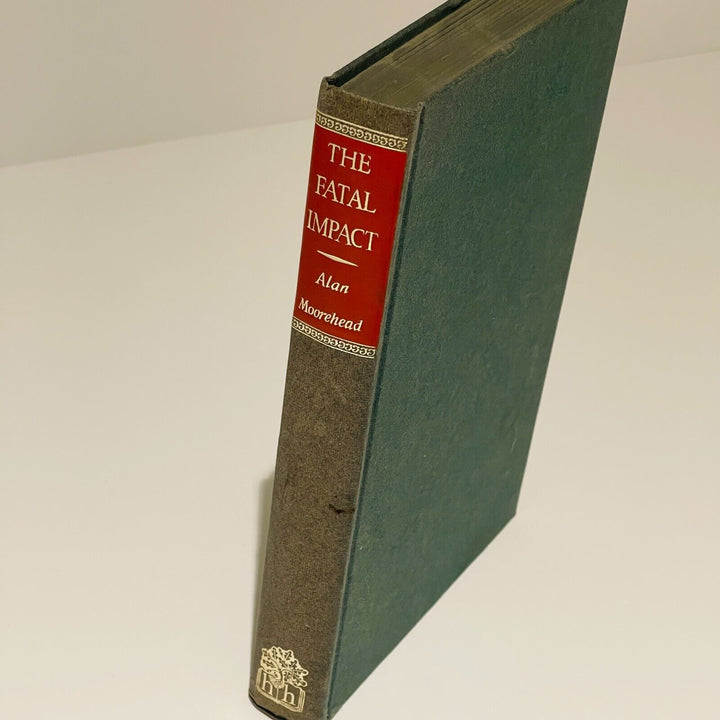 THE
FATAL
IMPACT
Alan
Moorehead
h h